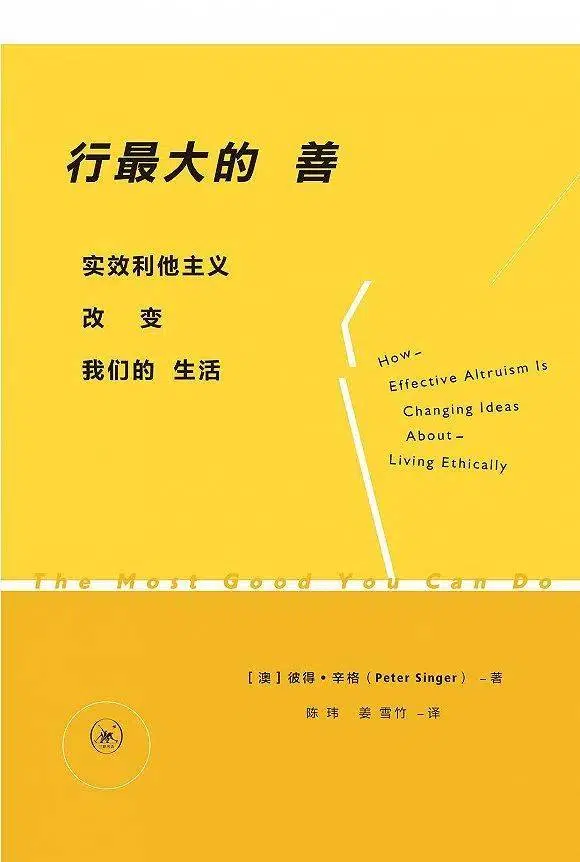 行最大的 善
实效利他主义
改 变
我们的 生活
How–
Effective Altruism Is
Changing Ideas
About–
Living Ethically
The Most Good You Can Do
[澳] 彼得·辛格（Peter Singer） –著
陈 玮 姜雪竹 –译